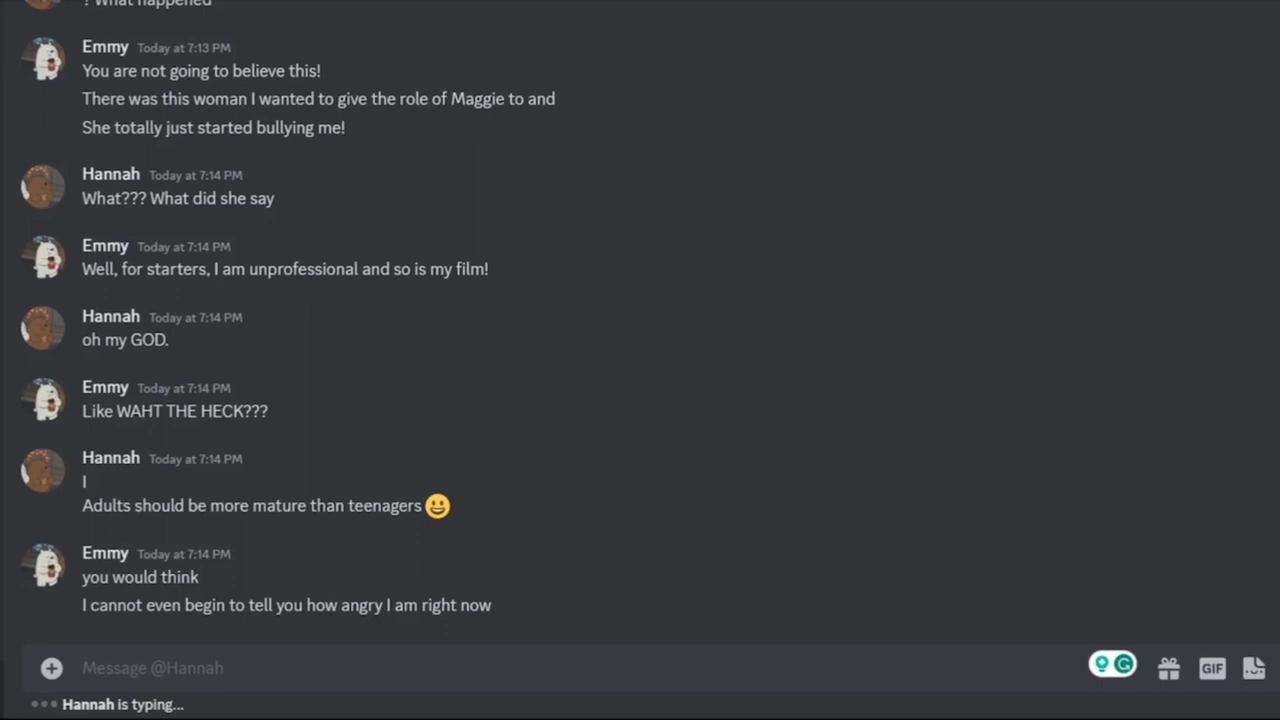 ? What happened
Emmy Today at 7:13 PM
You are not going to believe this!
There was this woman I wanted to give the role of Maggie to and
She totally just started bullying me!
Hannah Today at 7:14 PM
What??? What did she say
Emmy Today at 7:14 PM
Well, for starters, I am unprofessional and so is my film!
Hannah Today at 7:14 PM
oh my GOD.
Emmy Today at 7:14 PM
Like WAHT THE HECK???
Hannah Today at 7:14 PM
I
Adults should be more mature than teenagers 😀
Emmy Today at 7:14 PM
you would think
I cannot even begin to tell you how angry I am right now
Message @Hannah
GIF
Hannah is typing...